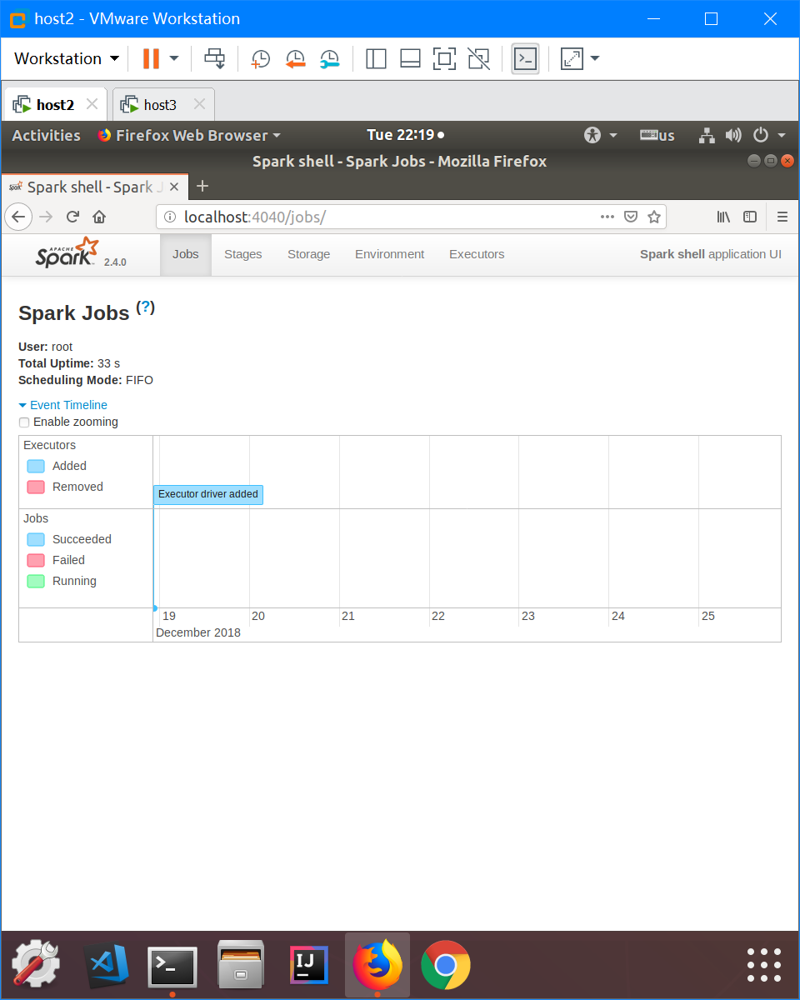 host2 - VMware Workstation
Workstation
host2 host3
Activities Firefox Web Browser Tue 22:19 us
Spark shell - Spark Jobs - Mozilla Firefox
Spark shell - Spark J
localhost:4040/jobs/
APACHE Spark 2.4.0 Jobs Stages Storage Environment Executors Spark shell application UI
Spark Jobs (?)
User: root
Total Uptime: 33 s
Scheduling Mode: FIFO
Event Timeline
Enable zooming
Executors
Added
Removed
Executor driver added
Jobs
Succeeded
Failed
Running
19 20 21 22 23 24 25
December 2018
>_ IJ